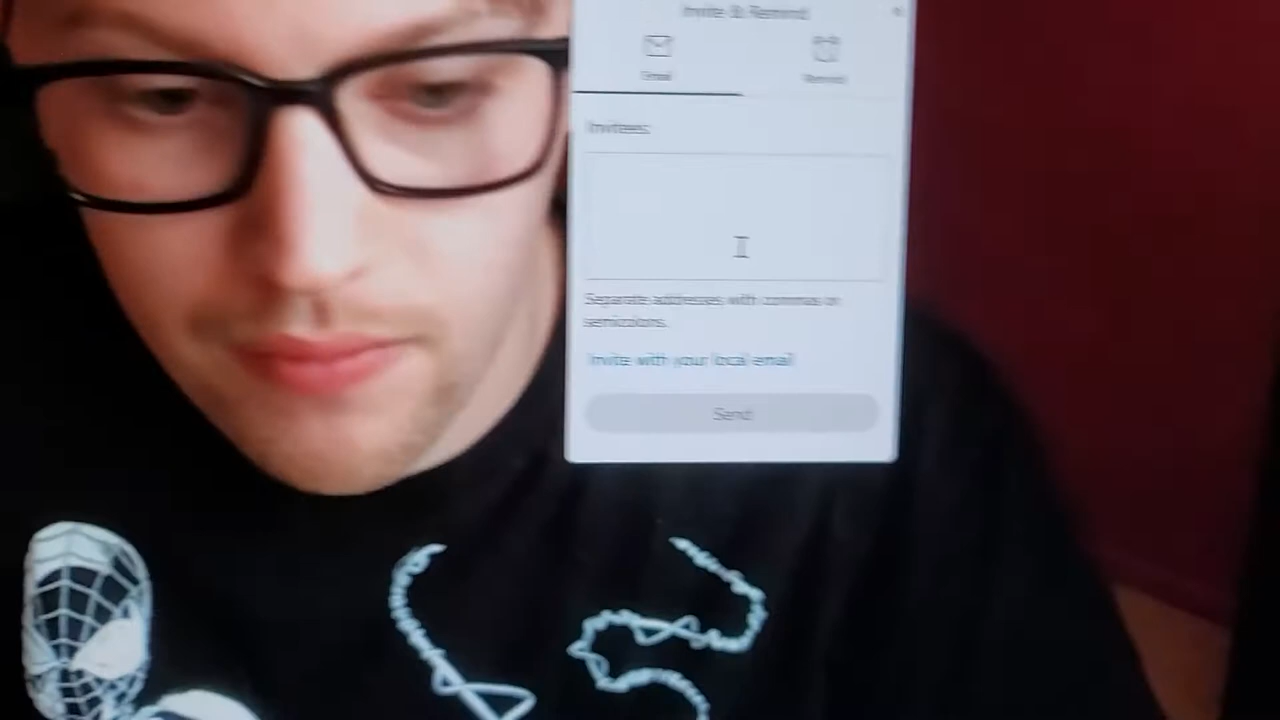 Invite & Remind
Email
Remind
Invitees:
Separate addresses with commas or
semicolons.
Invite with your local email
Send